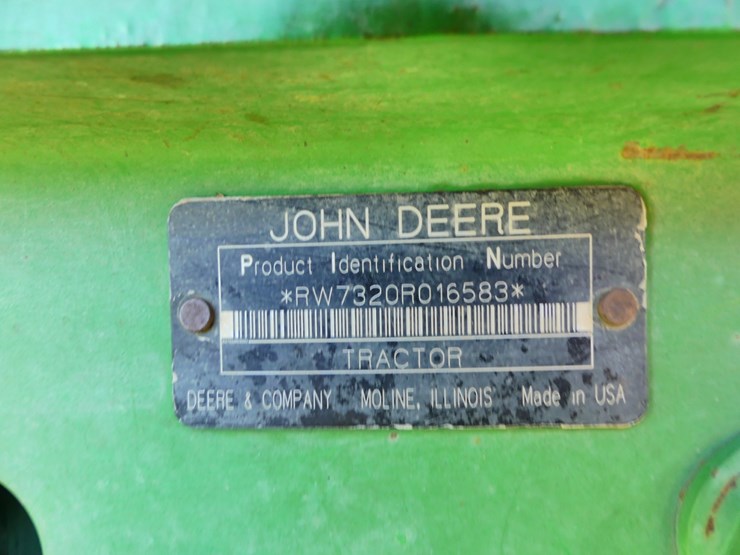 JOHN DEERE
Product Identification Number
*RW7320R016583*
TRACTOR
DEERE & COMPANY MOLINE, ILLINOIS Made in USA